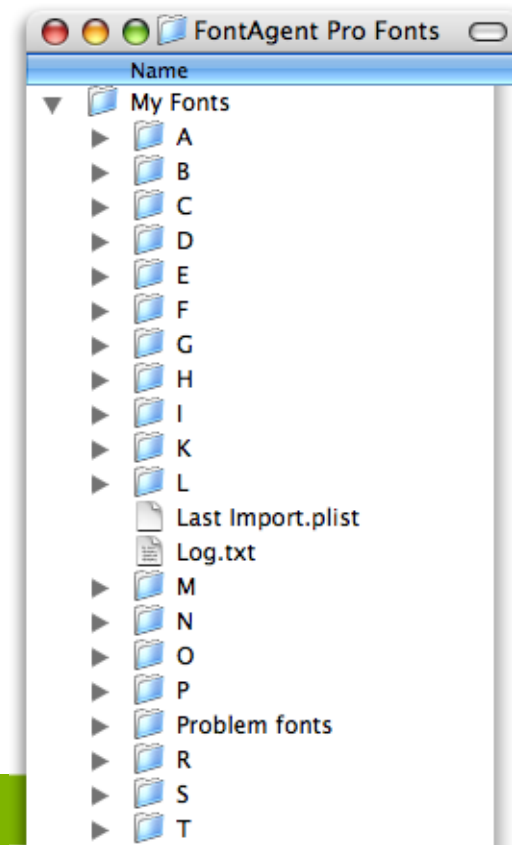 FontAgent Pro Fonts
Name
My Fonts
A
B
C
D
E
F
G
H
I
K
L
Last Import.plist
Log.txt
M
N
O
P
Problem fonts
R
S
T